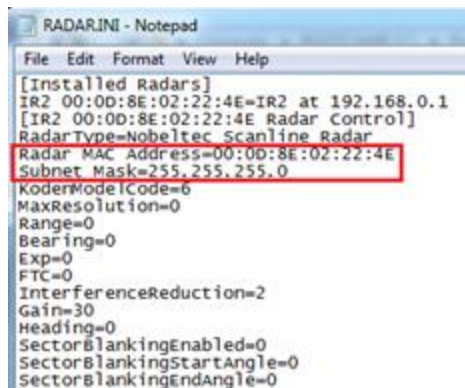 RADAR.INI - Notepad
File Edit Format View Help
[Installed Radars]
IR2 00:0D:8E:02:22:4E=IR2 at 192.168.0.1
[IR2 00:0D:8E:02:22:4E Radar Control]
RadarType=Nobeltec Scanline Radar
Radar MAC Address=00:0D:8E:02:22:4E
Subnet Mask=255.255.255.0
KodenModelCode=6
MaxResolution=0
Range=0
Bearing=0
Exp=0
FTC=0
InterferenceReduction=2
Gain=30
Heading=0
SectorBlankingEnabled=0
SectorBlankingStartAngle=0
SectorBlankingEndAngle=0